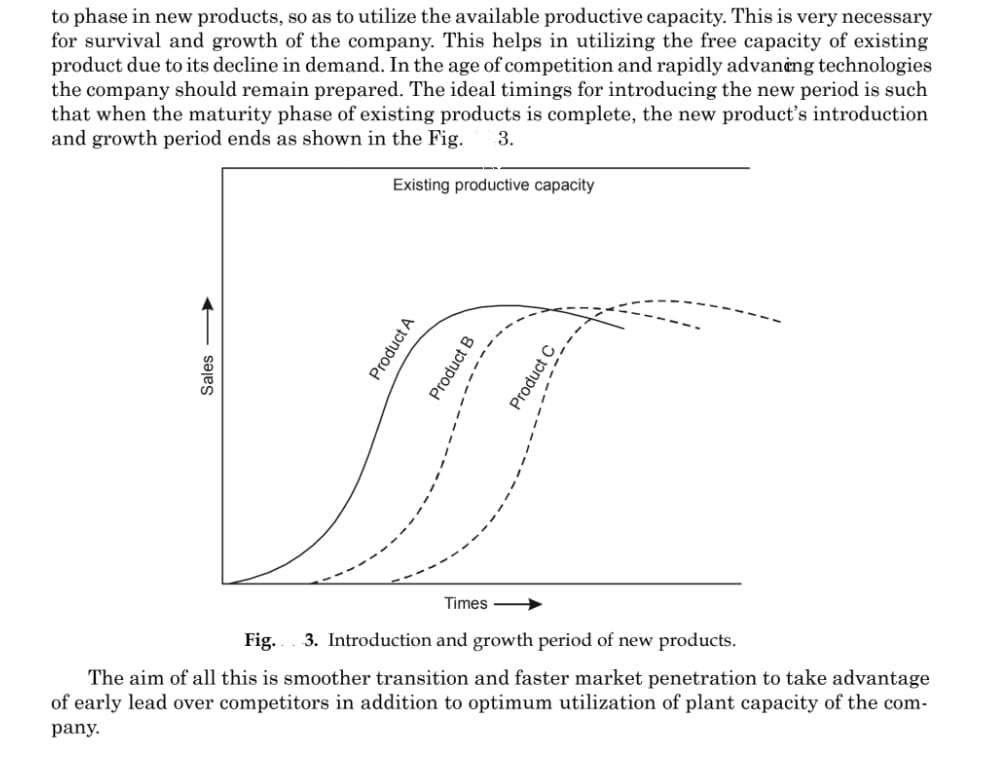 to phase in new products, so as to utilize the available productive capacity. This is very necessary
for survival and growth of the company. This helps in utilizing the free capacity of existing
product due to its decline in demand. In the age of competition and rapidly advaning technologies
the company should remain prepared. The ideal timings for introducing the new period is such
that when the maturity phase of existing products is complete, the new product's introduction
and growth period ends as shown in the Fig. 3.
Existing productive capacity
Sales
Product A
Product B
Product C
Times
Fig. 3. Introduction and growth period of new products.
The aim of all this is smoother transition and faster market penetration to take advantage
of early lead over competitors in addition to optimum utilization of plant capacity of the com-
pany.